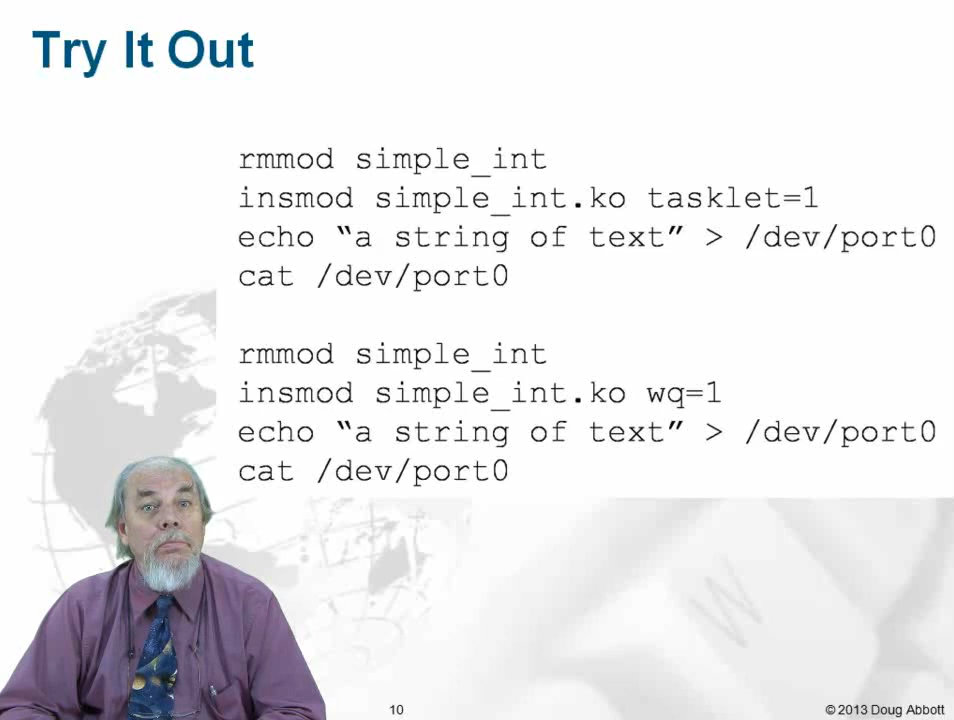 Try It Out
rmmod simple_int
insmod simple_int.ko tasklet=1
echo “a string of text” > /dev/port0
cat /dev/port0
rmmod simple_int
insmod simple_int.ko wq=1
echo “a string of text” > /dev/port0
cat /dev/port0
W
10
© 2013 Doug Abbott